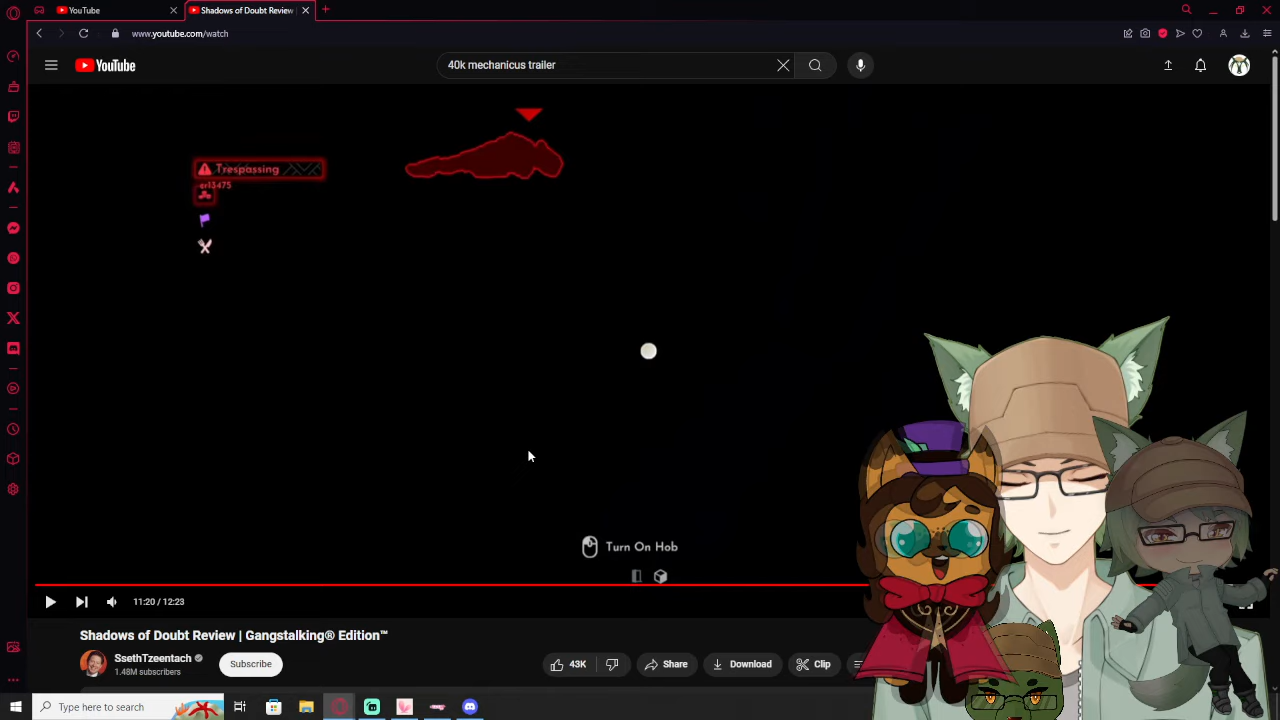 YouTube
Shadows of Doubt Review |
www.youtube.com/watch
YouTube
40k mechanicus trailer
Trespassing
cr13475
Turn On Hob
11:20 / 12:23
Shadows of Doubt Review | Gangstalking® Edition™
SsethTzeentach
1.48M subscribers
Subscribe
43K
Share
Download
Clip
Type here to search